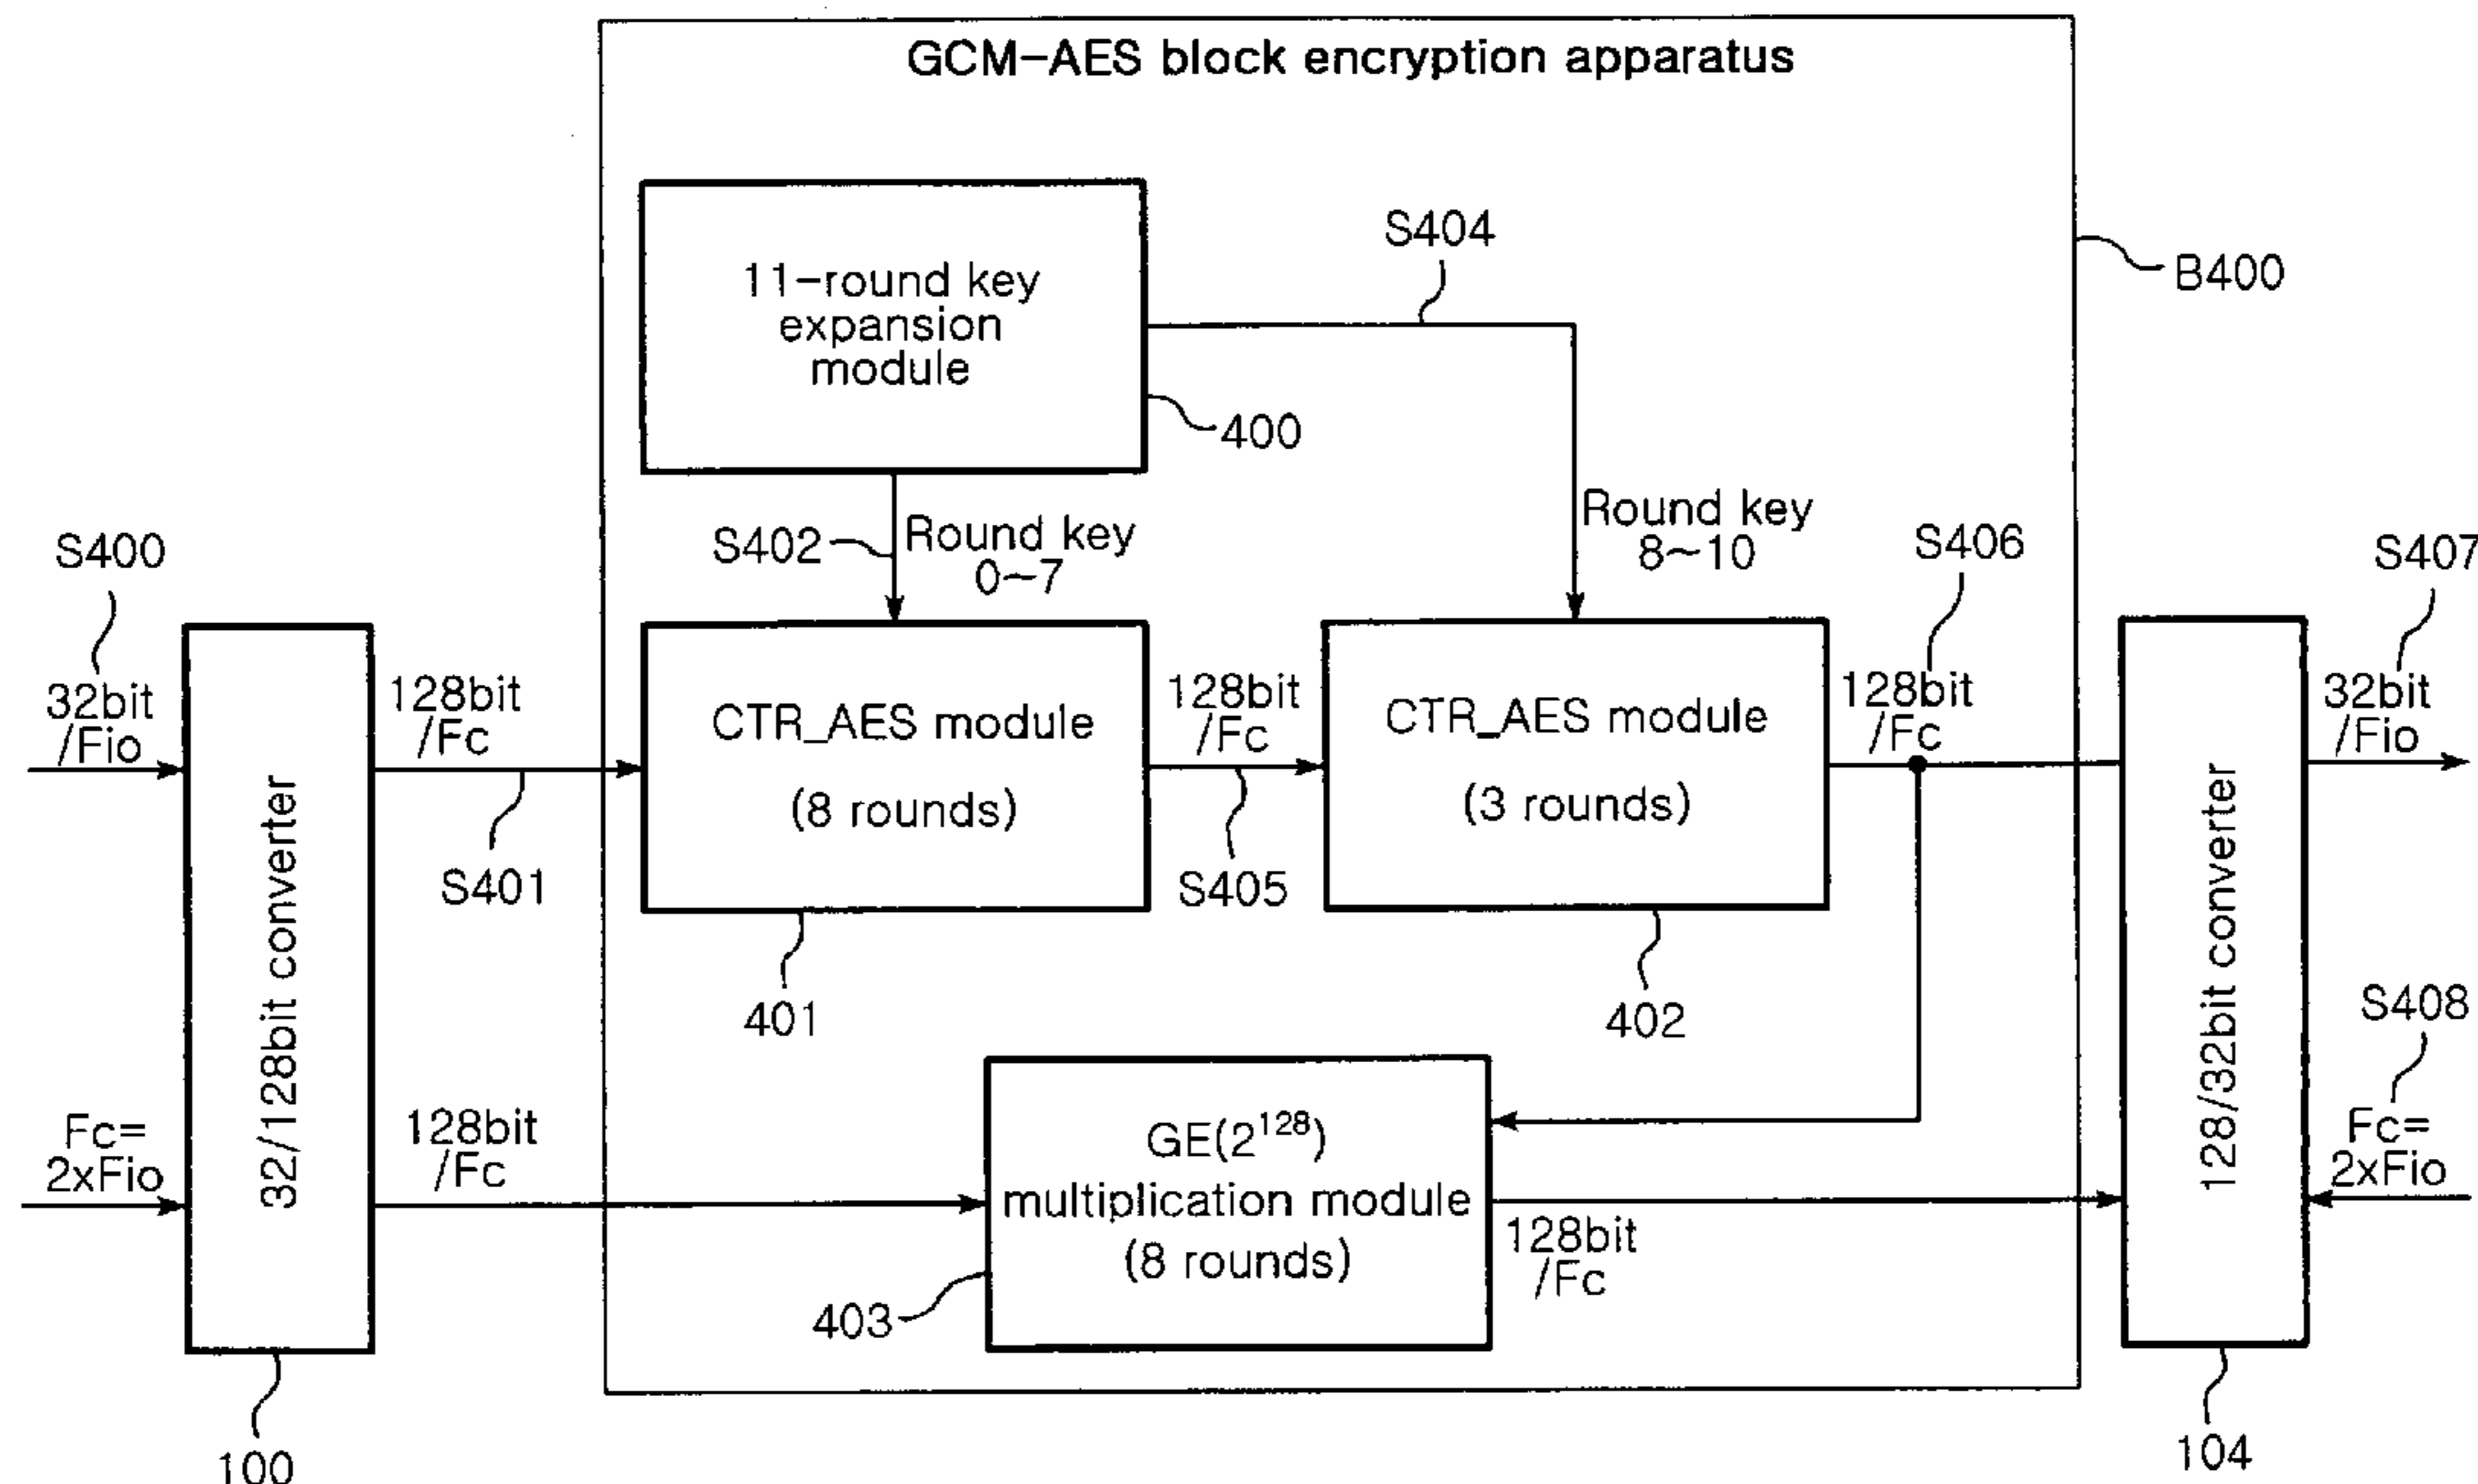 GCM-AES block encryption apparatus
S404
B400
11-round key
expansion
module
400
S402
Round key
0~7
Round key
8~10
S400
S406
S407
32bit
/Fio
128bit
/Fc
CTR_AES module
(8 rounds)
128bit
/Fc
CTR_AES module
(3 rounds)
128bit
/Fc
32bit
/Fio
S401
S405
32/128bit converter
128/32bit converter
401
402
S408
Fc=
2xFio
128bit
/Fc
GE(2¹²⁸)
multiplication module
(8 rounds)
128bit
/Fc
Fc=
2xFio
403
100
104